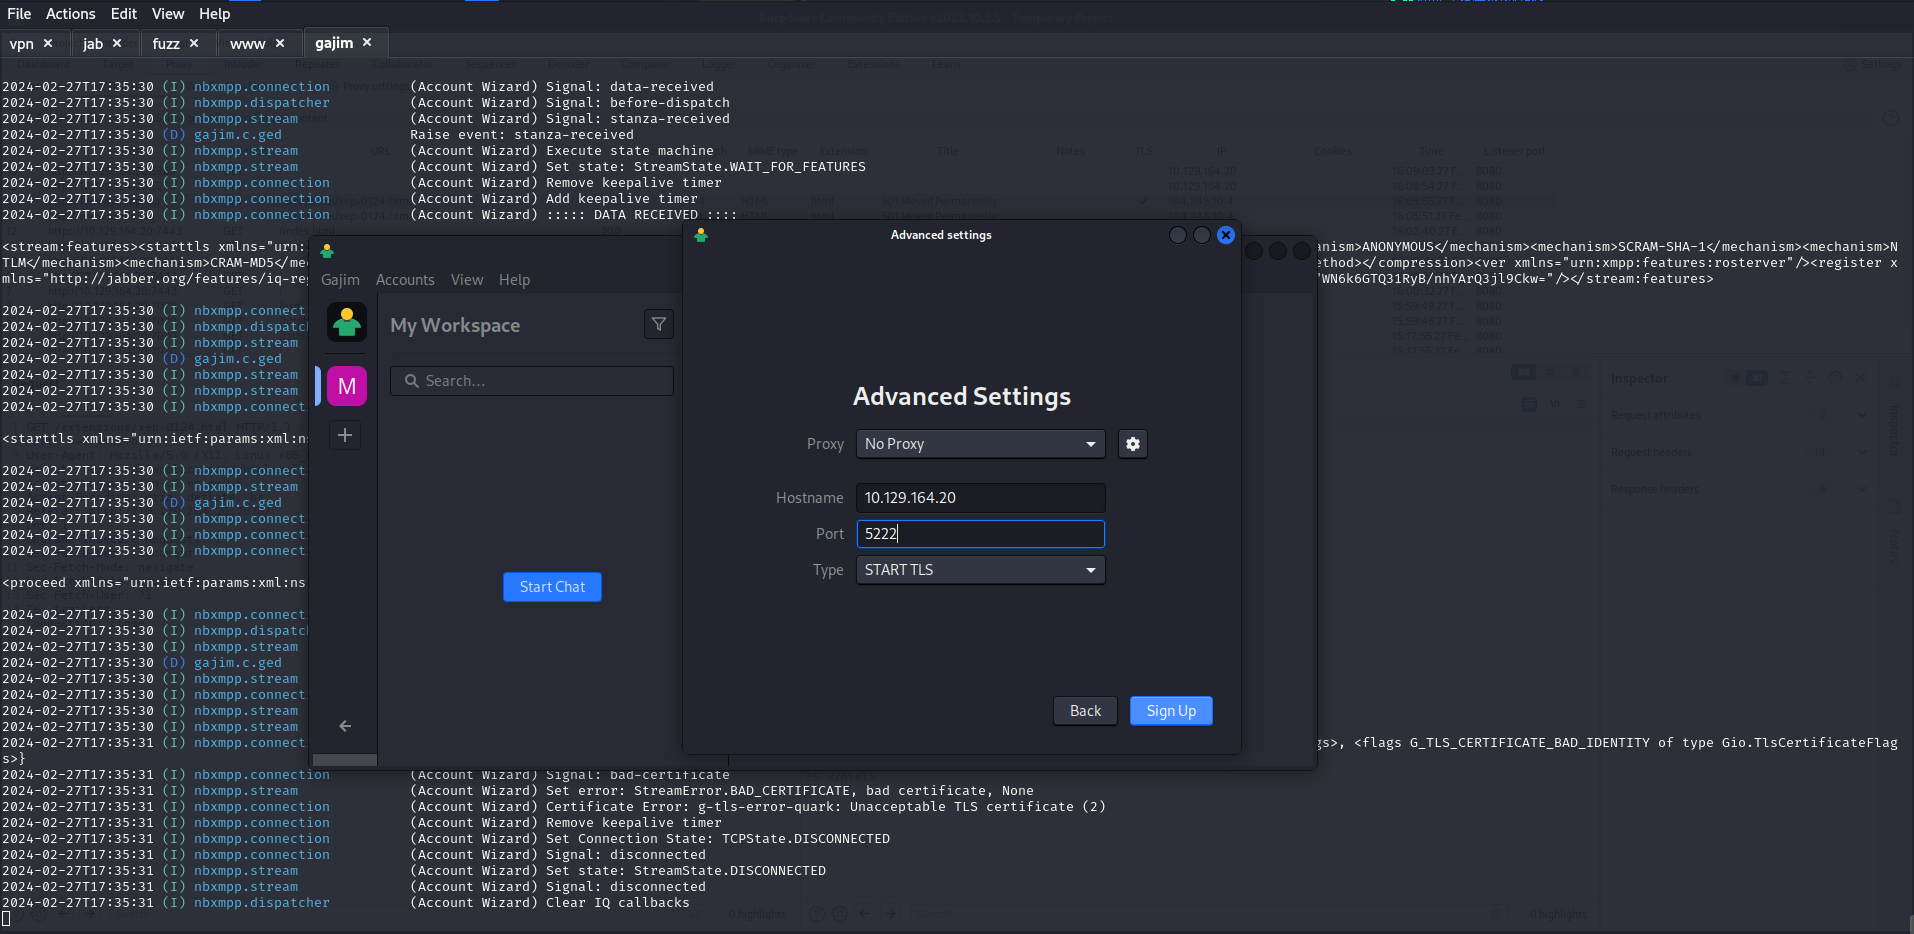 File Actions Edit View Help
vpn × jab × fuzz × www × gajim ×
2024-02-27T17:35:30 (I) nbxmpp.connection (Account Wizard) Signal: data-received
2024-02-27T17:35:30 (I) nbxmpp.dispatcher (Account Wizard) Signal: before-dispatch
2024-02-27T17:35:30 (I) nbxmpp.stream (Account Wizard) Signal: stanza-received
2024-02-27T17:35:30 (D) gajim.c.ged Raise event: stanza-received
2024-02-27T17:35:30 (I) nbxmpp.stream (Account Wizard) Execute state machine
2024-02-27T17:35:30 (I) nbxmpp.stream (Account Wizard) Set state: StreamState.WAIT_FOR_FEATURES
2024-02-27T17:35:30 (I) nbxmpp.connection (Account Wizard) Remove keepalive timer
2024-02-27T17:35:30 (I) nbxmpp.connection (Account Wizard) Add keepalive timer
2024-02-27T17:35:30 (I) nbxmpp.connection (Account Wizard) ::::: DATA RECEIVED ::::
<stream:features><starttls xmlns="urn: anism>ANONYMOUS</mechanism><mechanism>SCRAM-SHA-1</mechanism><mechanism>N
TLM</mechanism><mechanism>CRAM-MD5</me ethod></compression><ver xmlns="urn:xmpp:features:rosterver"/><register x
mlns="http://jabber.org/features/iq-reg "WN6k6GTQ31RyB/nhYArQ3jl9Ckw="/></stream:features>
2024-02-27T17:35:30 (I) nbxmpp.connect
2024-02-27T17:35:30 (I) nbxmpp.dispatc
2024-02-27T17:35:30 (I) nbxmpp.stream
2024-02-27T17:35:30 (D) gajim.c.ged
2024-02-27T17:35:30 (I) nbxmpp.stream
2024-02-27T17:35:30 (I) nbxmpp.stream
2024-02-27T17:35:30 (I) nbxmpp.connect
<starttls xmlns="urn:ietf:params:xml:ns
2024-02-27T17:35:30 (I) nbxmpp.connect
2024-02-27T17:35:30 (I) nbxmpp.stream
2024-02-27T17:35:30 (D) gajim.c.ged
2024-02-27T17:35:30 (I) nbxmpp.connect
2024-02-27T17:35:30 (I) nbxmpp.connect
2024-02-27T17:35:30 (I) nbxmpp.connect
<proceed xmlns="urn:ietf:params:xml:ns
2024-02-27T17:35:30 (I) nbxmpp.connect
2024-02-27T17:35:30 (I) nbxmpp.dispatch
2024-02-27T17:35:30 (I) nbxmpp.stream
2024-02-27T17:35:30 (D) gajim.c.ged
2024-02-27T17:35:30 (I) nbxmpp.stream
2024-02-27T17:35:30 (I) nbxmpp.connect
2024-02-27T17:35:30 (I) nbxmpp.stream
2024-02-27T17:35:30 (I) nbxmpp.stream
2024-02-27T17:35:31 (I) nbxmpp.connect gs>, <flags G_TLS_CERTIFICATE_BAD_IDENTITY of type Gio.TlsCertificateFlag
s>}
2024-02-27T17:35:31 (I) nbxmpp.connection (Account Wizard) Signal: bad-certificate
2024-02-27T17:35:31 (I) nbxmpp.stream (Account Wizard) Set error: StreamError.BAD_CERTIFICATE, bad certificate, None
2024-02-27T17:35:31 (I) nbxmpp.connection (Account Wizard) Certificate Error: g-tls-error-quark: Unacceptable TLS certificate (2)
2024-02-27T17:35:31 (I) nbxmpp.connection (Account Wizard) Remove keepalive timer
2024-02-27T17:35:31 (I) nbxmpp.connection (Account Wizard) Set Connection State: TCPState.DISCONNECTED
2024-02-27T17:35:31 (I) nbxmpp.connection (Account Wizard) Signal: disconnected
2024-02-27T17:35:31 (I) nbxmpp.stream (Account Wizard) Set state: StreamState.DISCONNECTED
2024-02-27T17:35:31 (I) nbxmpp.stream (Account Wizard) Signal: disconnected
2024-02-27T17:35:31 (I) nbxmpp.dispatcher (Account Wizard) Clear IQ callbacks
Gajim Accounts View Help
My Workspace
M
Search...
Start Chat
Advanced settings
Advanced Settings
Proxy No Proxy
Hostname 10.129.164.20
Port 5222
Type START TLS
Back Sign Up
Inspector
Request attributes
Request headers
Response headers
0 highlights
0 highlights